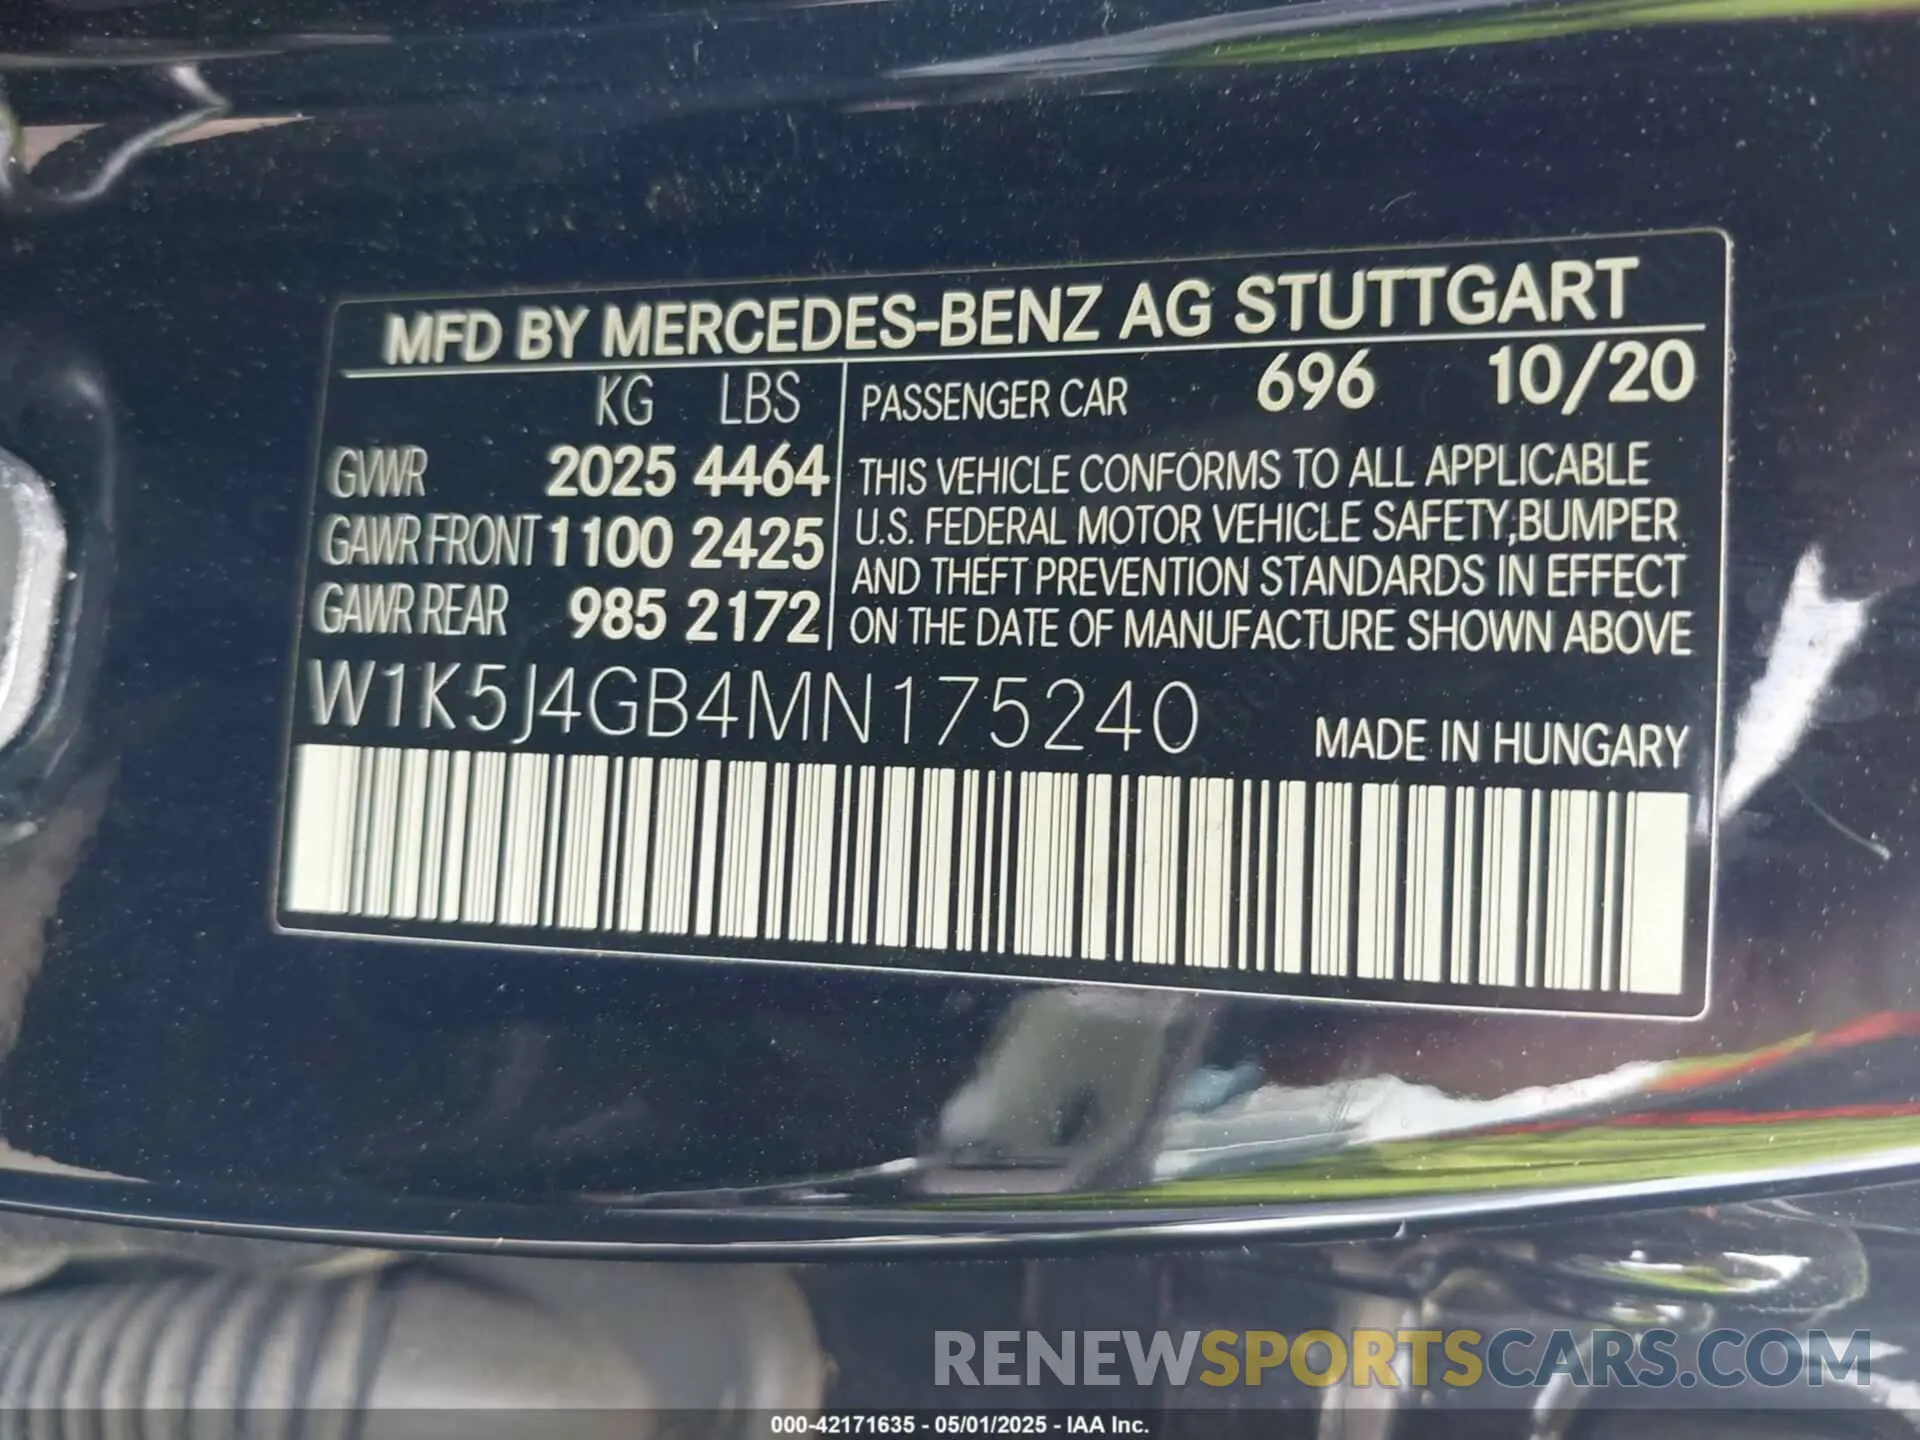 MFD BY MERCEDES-BENZ AG STUTTGART
KG LBS PASSENGER CAR 696 10/20
GVWR 2025 4464 THIS VEHICLE CONFORMS TO ALL APPLICABLE
GAWR FRONT 1100 2425 U.S. FEDERAL MOTOR VEHICLE SAFETY,BUMPER
GAWR REAR 985 2172 AND THEFT PREVENTION STANDARDS IN EFFECT
ON THE DATE OF MANUFACTURE SHOWN ABOVE
W1K5J4GB4MN175240
MADE IN HUNGARY
RENEWSPORTSCARS.COM
000-42171635 - 05/01/2025 - IAA Inc.